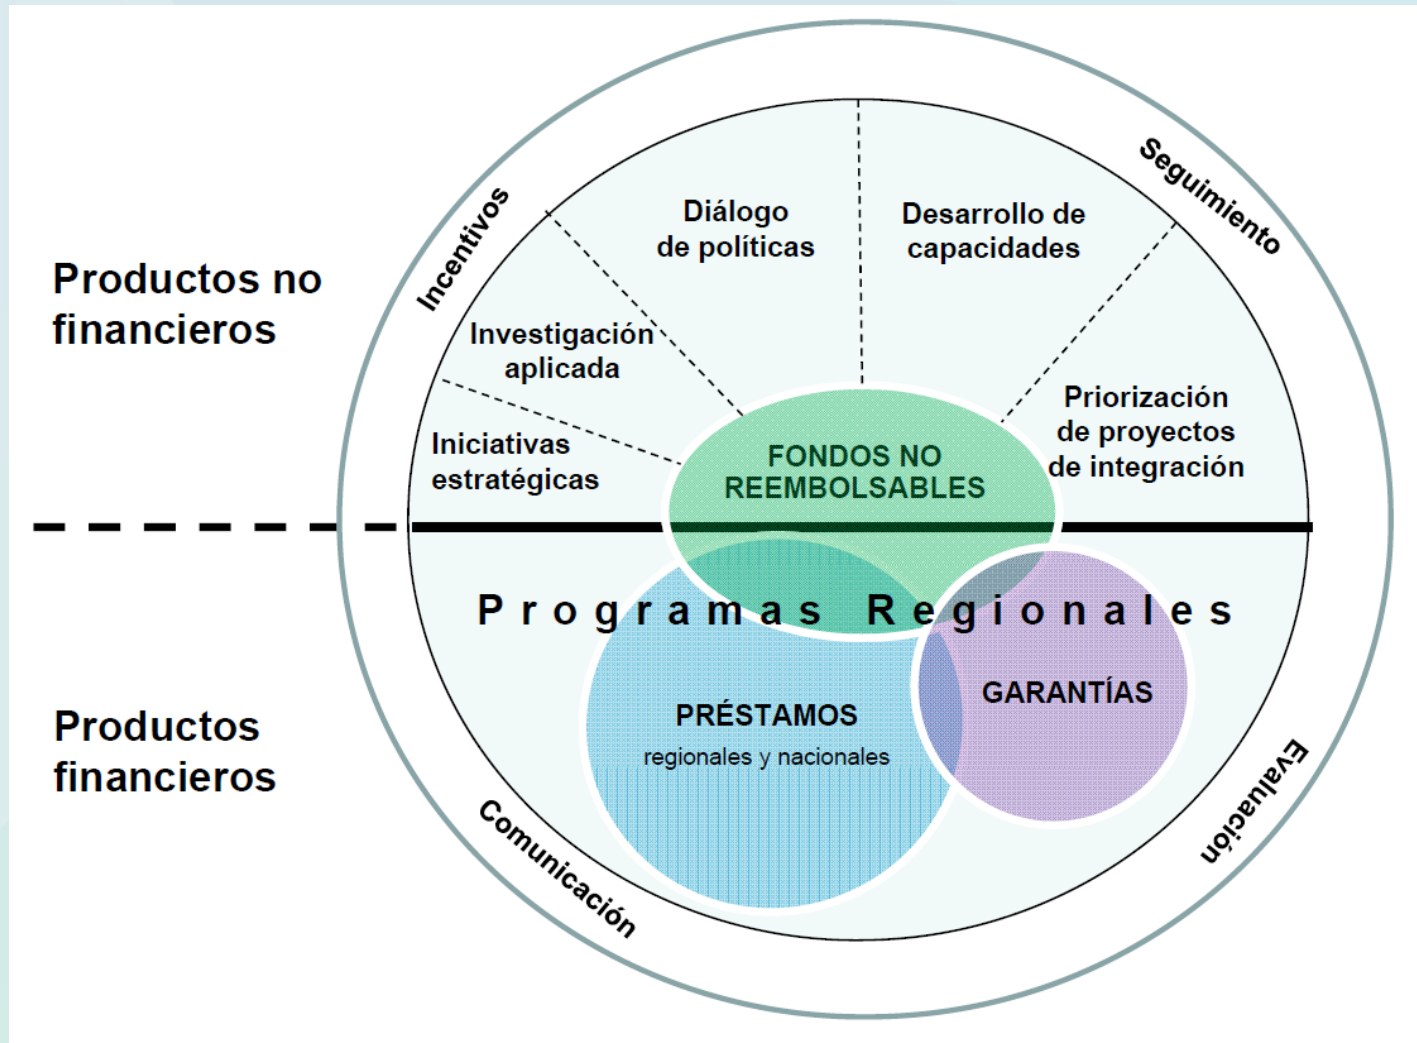 Incentivos
Seguimiento
Diálogo
de políticas
Desarrollo de
capacidades
Productos no
financieros
Investigación
aplicada
Iniciativas
estratégicas
Priorización
de proyectos
de integración
FONDOS NO
REEMBOLSABLES
Programas Regionales
Productos
financieros
PRÉSTAMOS
regionales y nacionales
GARANTÍAS
Comunicación
Evaluación